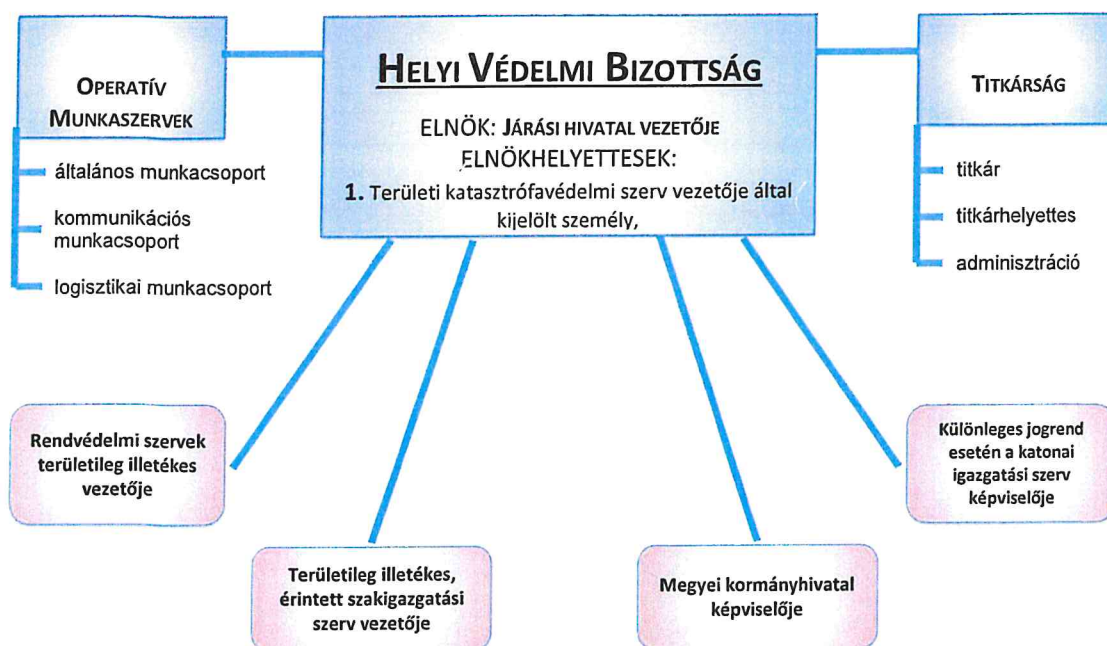 OPERATÍV
MUNKASZERVEK
általános munkacsoport
kommunikációs
munkacsoport
logisztikai munkacsoport
HELYI VÉDELMI BIZOTTSÁG
ELNÖK: JÁRÁSI HIVATAL VEZETŐJE
ELNÖKHELYETTESEK:
1. Területi katasztrófavédelmi szerv vezetője által
kijelölt személy,
TITKÁRSÁG
titkár
titkárhelyettes
adminisztráció
Rendvédelmi szervek
területileg illetékes
vezetője
Területileg illetékes,
érintett szakigazgatási
szerv vezetője
Megyei kormányhivatal
képviselője
Különleges jogrend
esetén a katonai
igazgatási szerv
képviselője